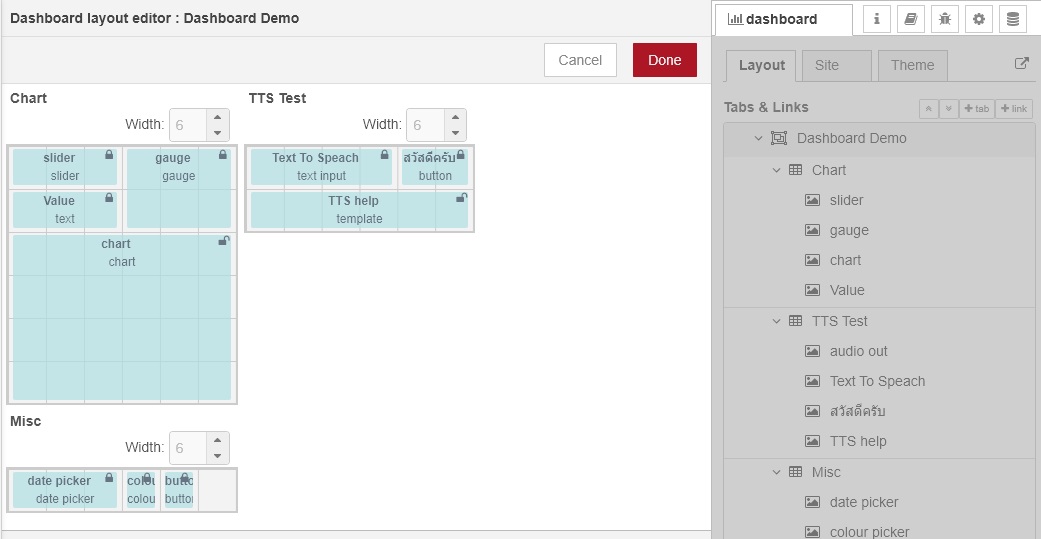 Dashboard layout editor : Dashboard Demo
Cancel
Done
Chart
Width: 6
slider
slider
gauge
gauge
Value
text
chart
chart
TTS Test
Width: 6
Text To Speach
text input
สวัสดีครับ
button
TTS help
template
Misc
Width: 6
date picker
date picker
colou
colou
butto
button
dashboard
Layout
Site
Theme
Tabs & Links
tab
link
Dashboard Demo
Chart
slider
gauge
chart
Value
TTS Test
audio out
Text To Speach
สวัสดีครับ
TTS help
Misc
date picker
colour picker